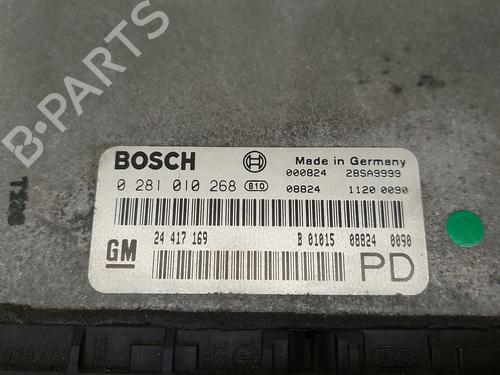 B-Parts
BOSCH
Made in Germany
000824 28SA9999
0 281 010 268 B10
08824 1120 0090
GM
24 417 169
B 01015 08824 0090
PD